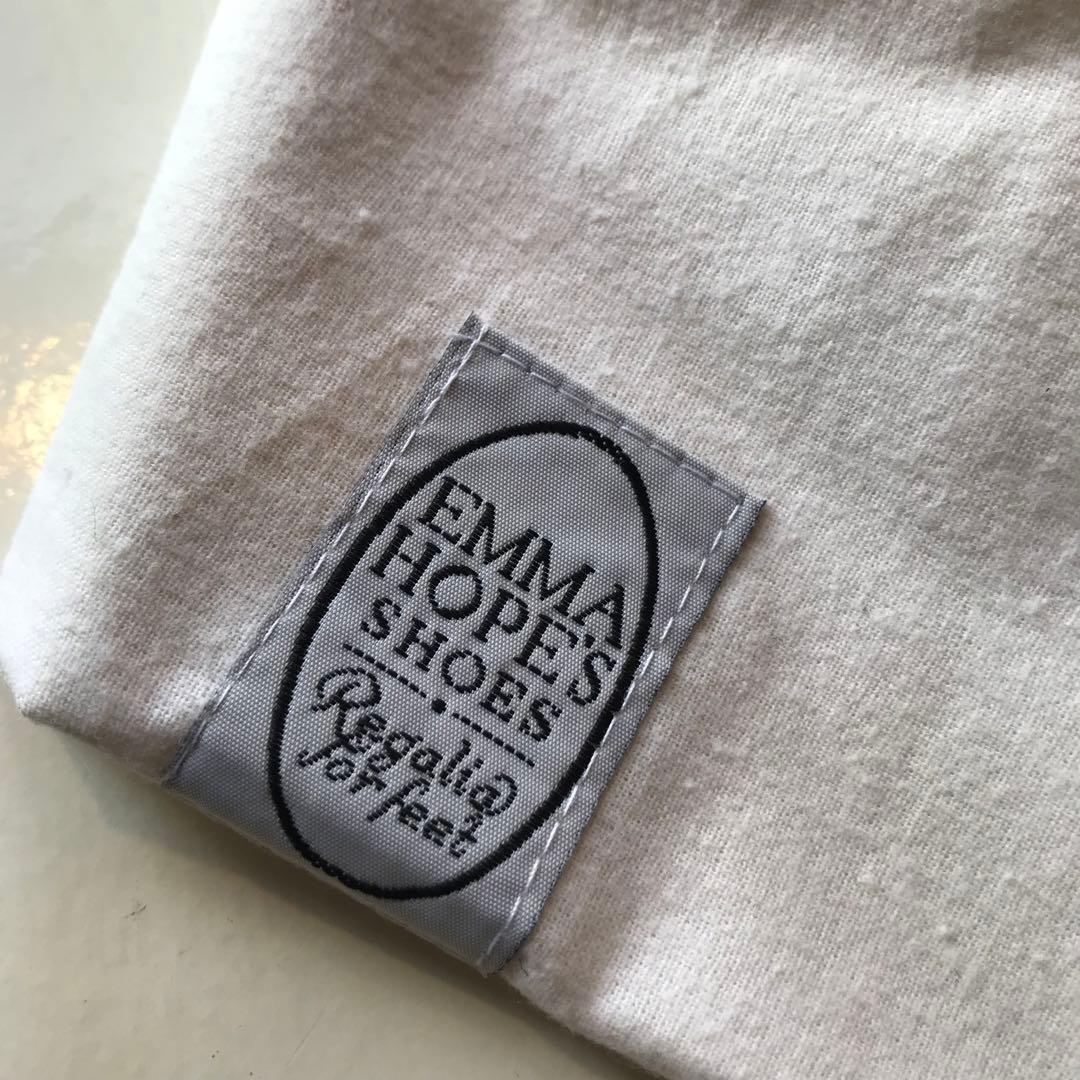 EMMA
HOPE'S
SHOES
Regalia
for feet